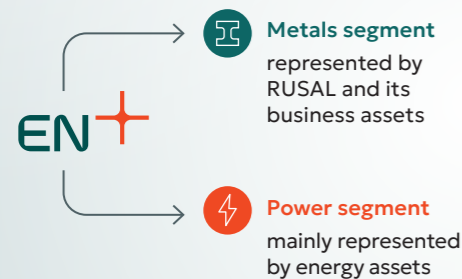 EN+
Metals segment
represented by
RUSAL and its
business assets
Power segment
mainly represented
by energy assets